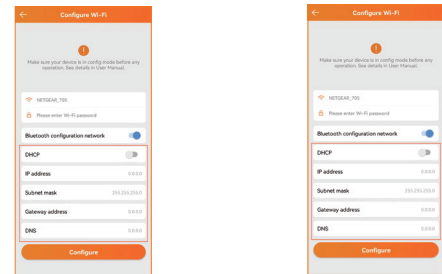 Configure Wi-Fi
!
Make sure your device is in config mode before any
operation. See details in User Manual.
NETGEAR_70S
Please enter Wi-Fi password
Bluetooth configuration network
DHCP
IP address 0.0.0.0
Subnet mask 255.255.255.0
Gateway address 0.0.0.0
DNS 0.0.0.0
Configure
Configure Wi-Fi
!
Make sure your device is in config mode before any
operation. See details in User Manual.
NETGEAR_70S
Please enter Wi-Fi password
Bluetooth configuration network
DHCP
IP address 0.0.0.0
Subnet mask 255.255.255.0
Gateway address 0.0.0.0
DNS 0.0.0.0
Configure